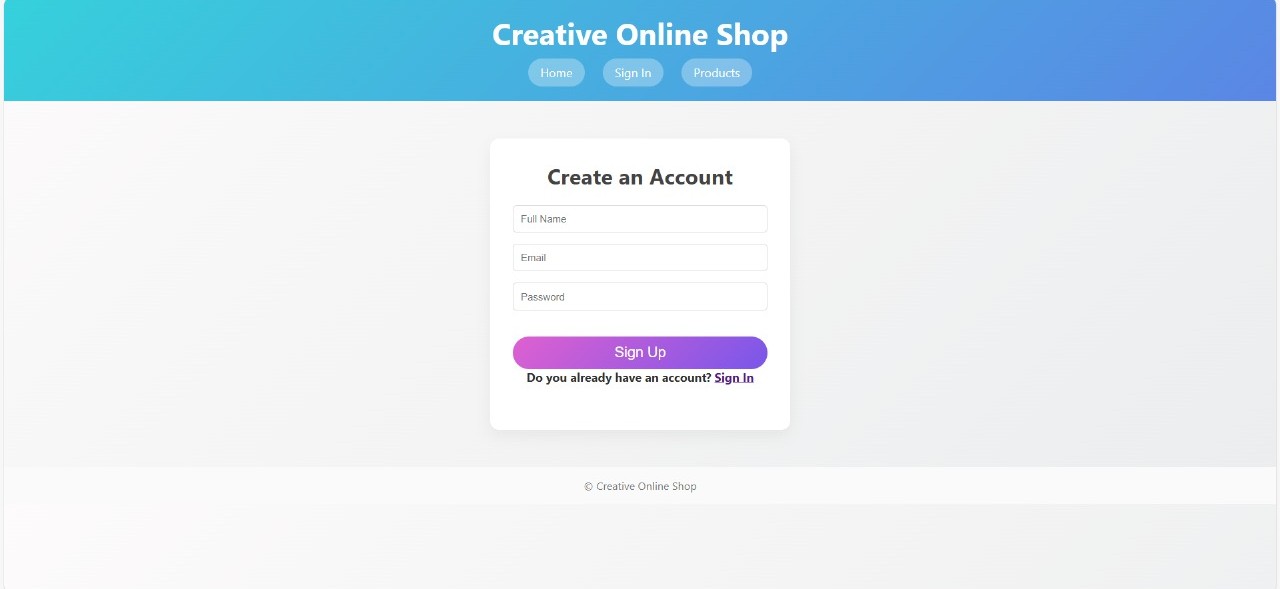 Creative Online Shop
Home Sign In Products
Create an Account
Full Name
Email
Password
Sign Up
Do you already have an account? Sign In
© Creative Online Shop